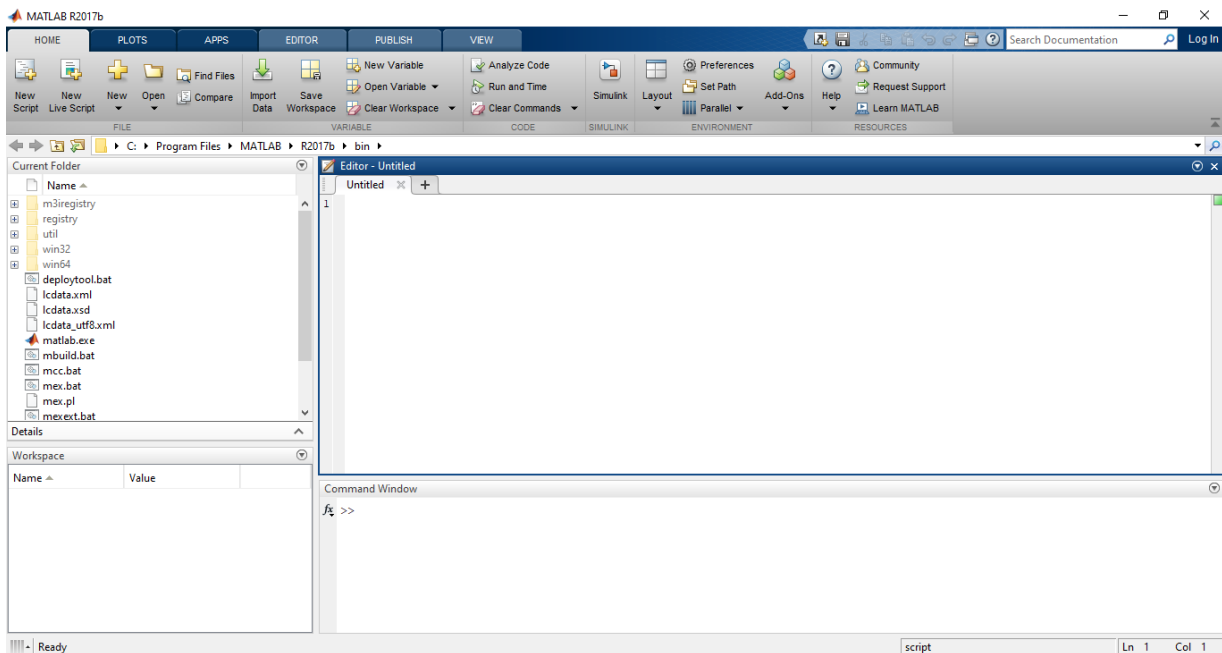 MATLAB R2017b
HOME PLOTS APPS EDITOR PUBLISH VIEW Search Documentation Log In
New Script
New Live Script
New
Open
Find Files
Compare
Import Data
Save Workspace
New Variable
Open Variable
Clear Workspace
Analyze Code
Run and Time
Clear Commands
Simulink
Layout
Preferences
Set Path
Parallel
Add-Ons
Help
Community
Request Support
Learn MATLAB
FILE VARIABLE CODE SIMULINK ENVIRONMENT RESOURCES
C: Program Files MATLAB R2017b bin
Current Folder
Name
m3iregistry
registry
util
win32
win64
deploytool.bat
lcdata.xml
lcdata.xsd
lcdata_utf8.xml
matlab.exe
mbuild.bat
mcc.bat
mex.bat
mex.pl
mexext.bat
Details
Workspace
Name Value
Editor - Untitled
Untitled +
1
Command Window
fx >>
Ready script Ln 1 Col 1